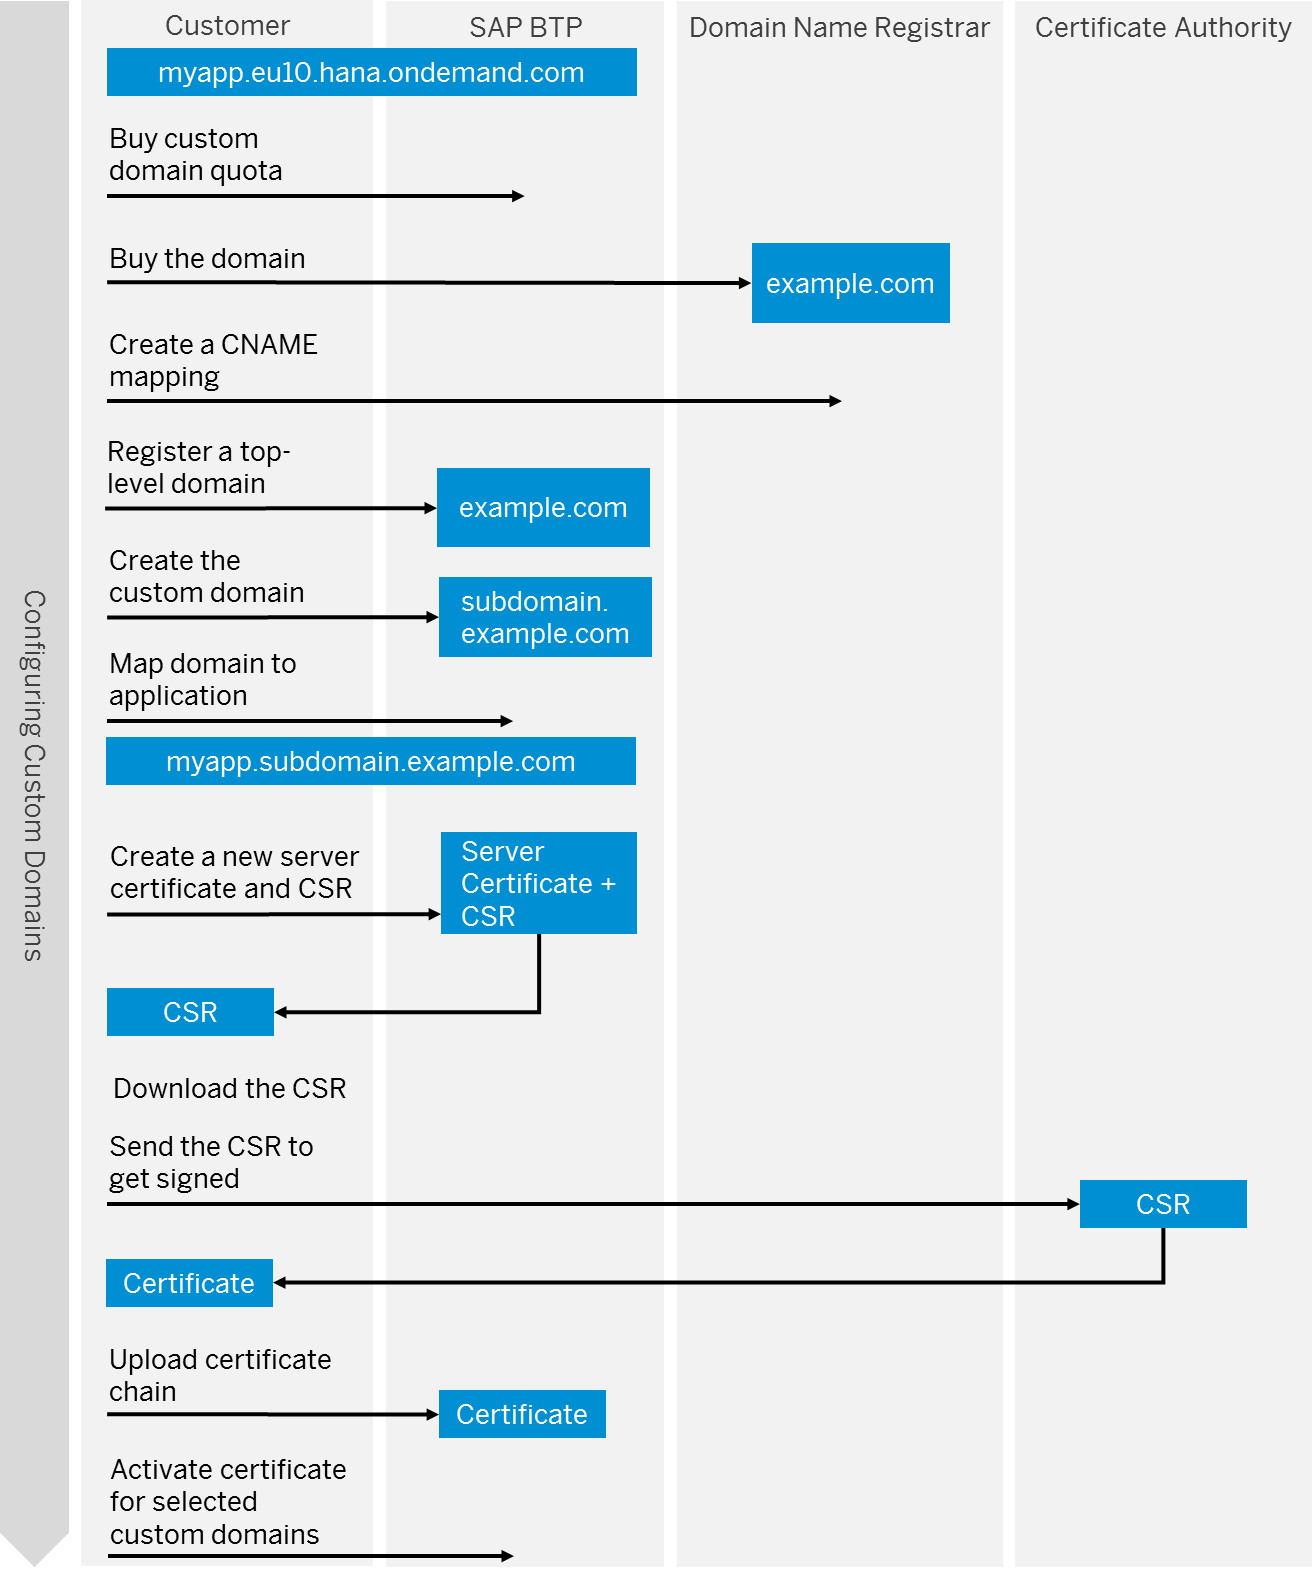 Customer
SAP BTP
Domain Name Registrar
Certificate Authority
myapp.eu10.hana.ondemand.com
Buy custom
domain quota
Buy the domain
example.com
Create a CNAME
mapping
Register a top-
level domain
example.com
Create the
custom domain
subdomain.
example.com
Map domain to
application
myapp.subdomain.example.com
Configuring Custom Domains
Create a new server
certificate and CSR
Server
Certificate +
CSR
CSR
Download the CSR
Send the CSR to
get signed
CSR
Certificate
Upload certificate
chain
Certificate
Activate certificate
for selected
custom domains